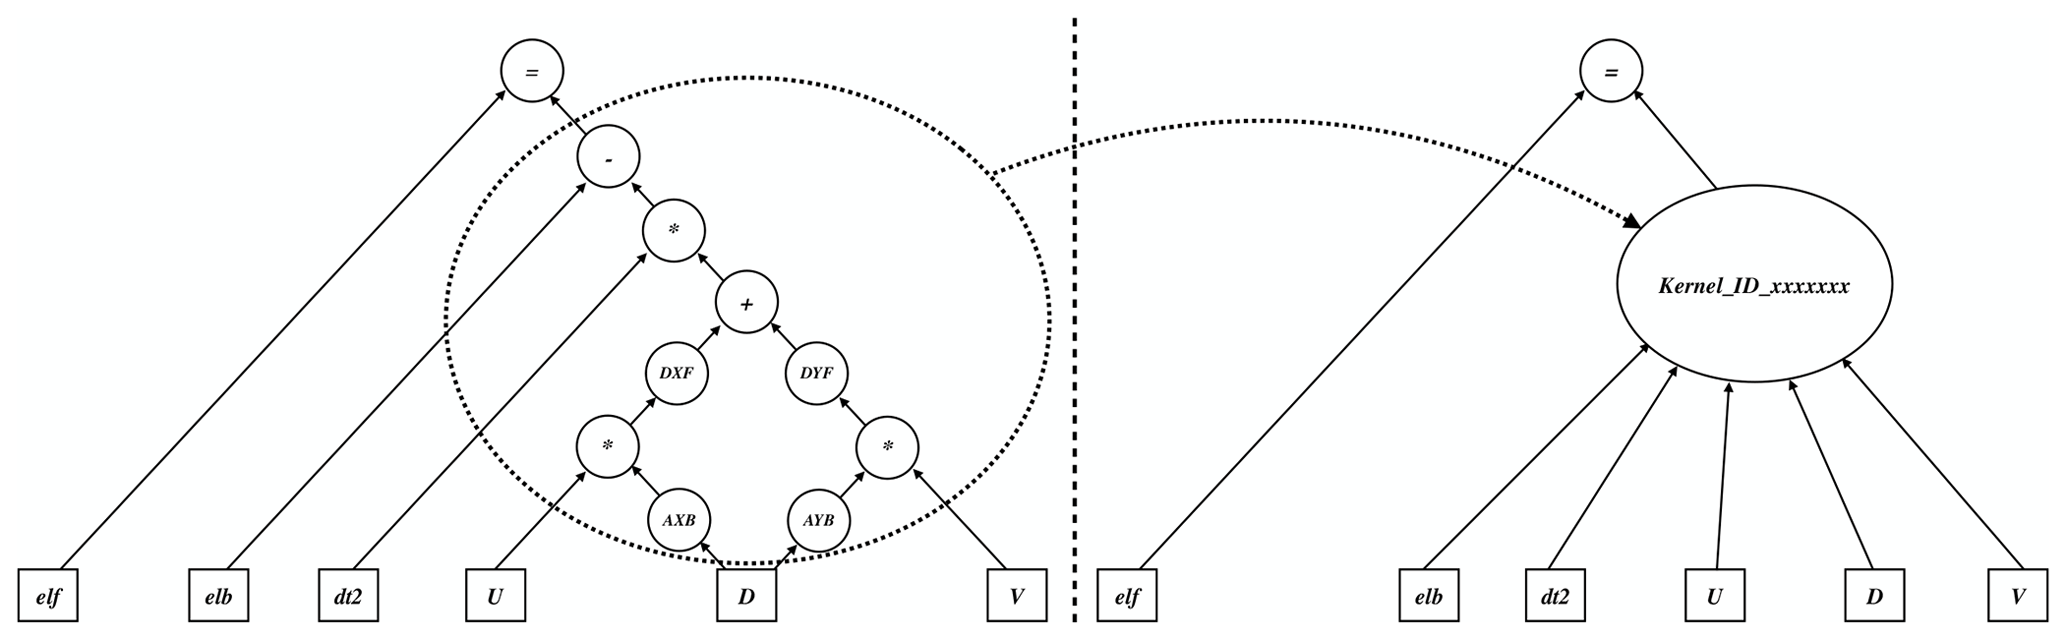 =
-
*
+
DXF
DYF
*
*
AXB
AYB
elf
elb
dt2
U
D
V
=
Kernel_ID_xxxxxxx
elf
elb
dt2
U
D
V